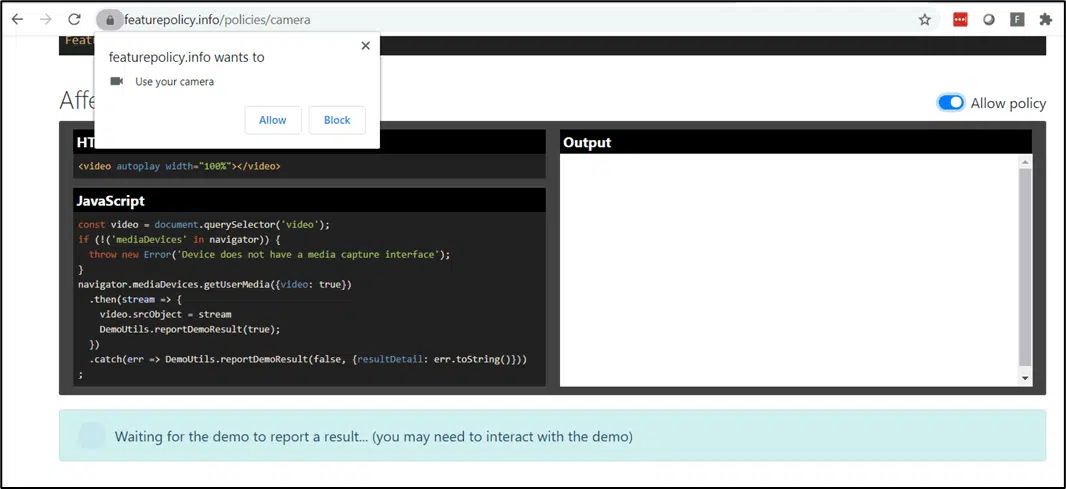 featurepolicy.info/policies/camera
F
Feat
featurepolicy.info wants to
Use your camera
Allow
Block
Affe
Allow policy
HT
<video autoplay width="100%"></video>
JavaScript
const video = document.querySelector('video');
if (!('mediaDevices' in navigator)) {
throw new Error('Device does not have a media capture interface');
}
navigator.mediaDevices.getUserMedia({video: true})
.then(stream => {
video.srcObject = stream
DemoUtils.reportDemoResult(true);
})
.catch(err => DemoUtils.reportDemoResult(false, {resultDetail: err.toString()}))
;
Output
Waiting for the demo to report a result... (you may need to interact with the demo)